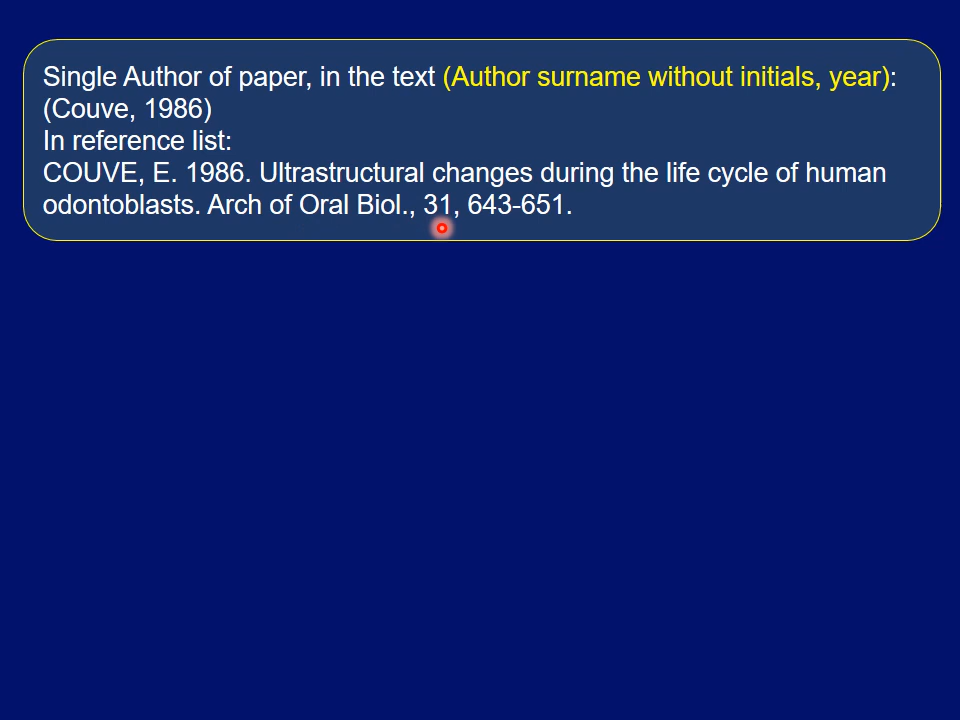 Single Author of paper, in the text (Author surname without initials, year):
(Couve, 1986)
In reference list:
COUVE, E. 1986. Ultrastructural changes during the life cycle of human
odontoblasts. Arch of Oral Biol., 31, 643-651.